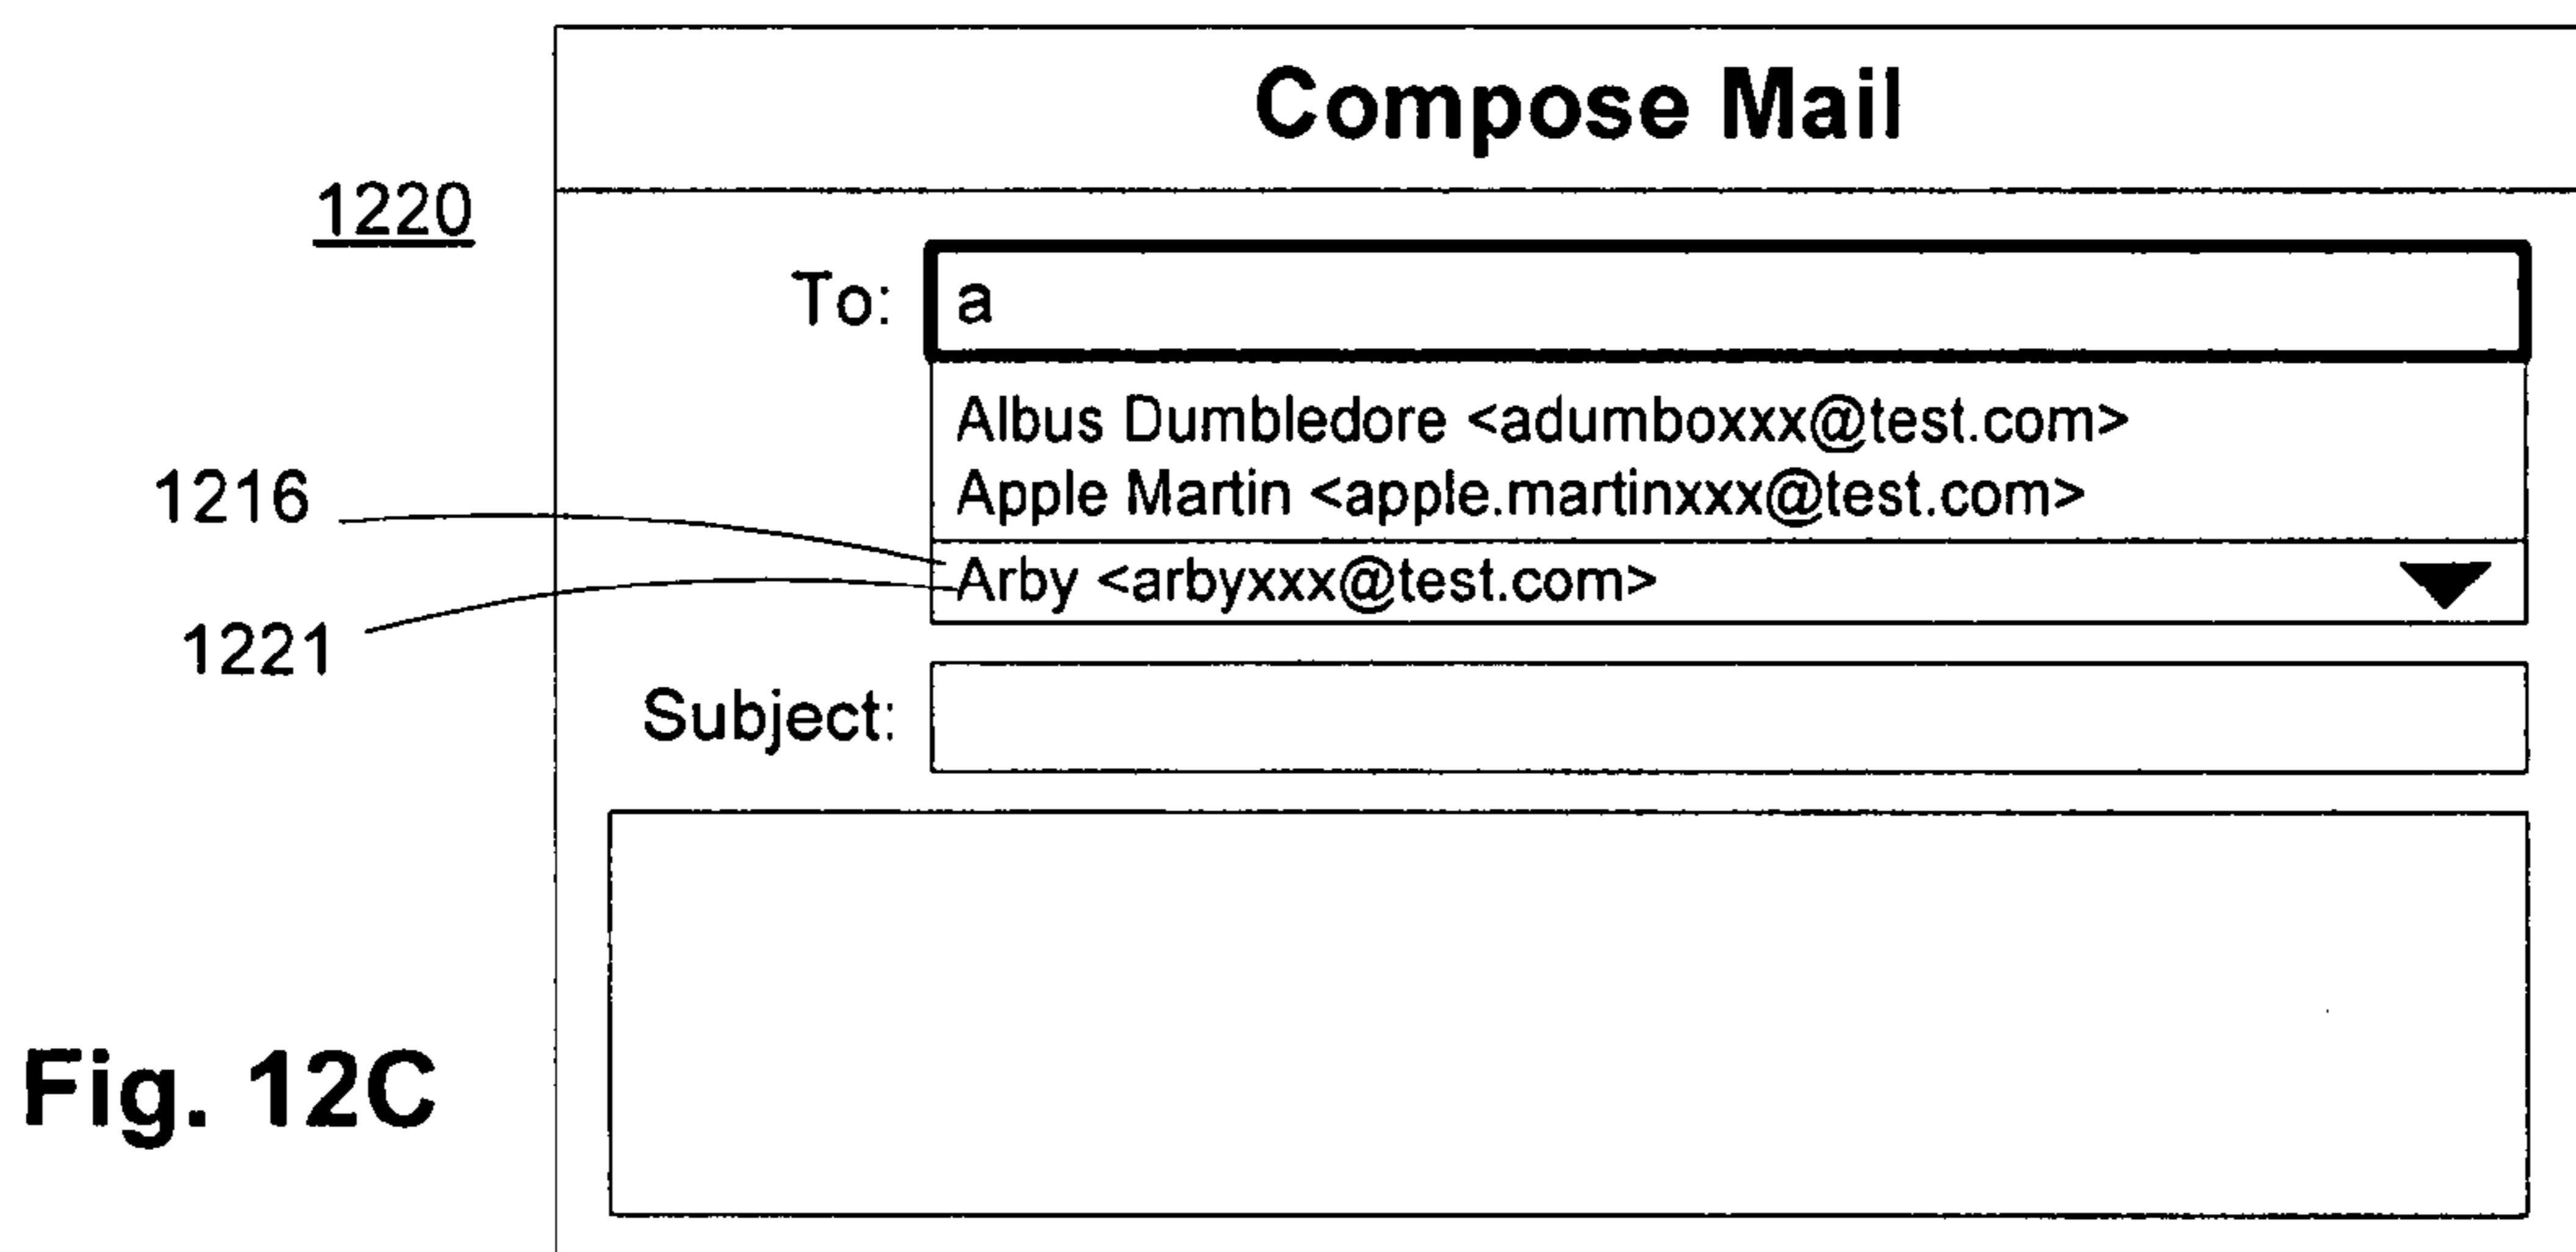 Compose Mail
1220
To: a
Albus Dumbledore <adumboxxx@test.com>
Apple Martin <apple.martinxxx@test.com>
1216
Arby <arbyxxx@test.com>
1221
Subject:
Fig. 12C